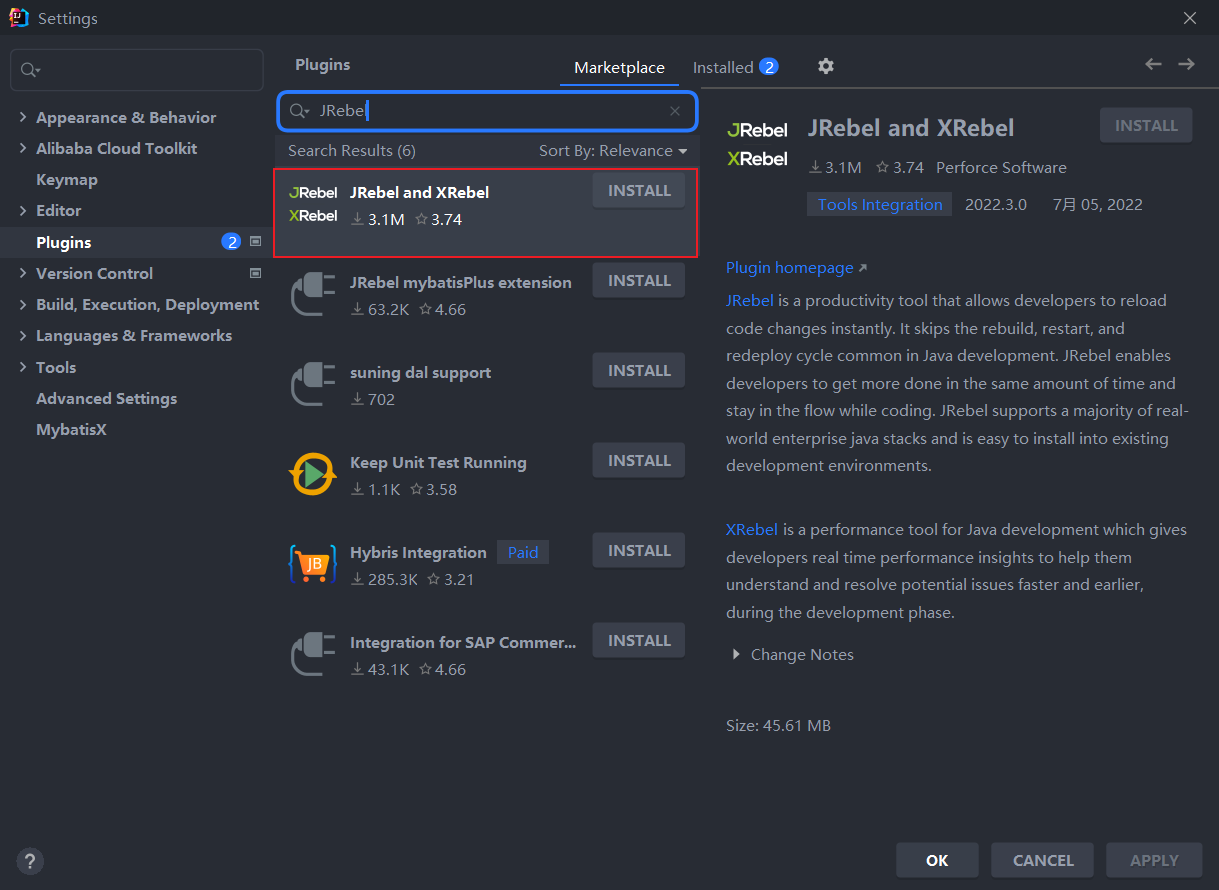 Settings
Appearance & Behavior
Alibaba Cloud Toolkit
Keymap
Editor
Plugins 2
Version Control
Build, Execution, Deployment
Languages & Frameworks
Tools
Advanced Settings
MybatisX
?
Plugins Marketplace Installed 2
JRebel
Search Results (6) Sort By: Relevance
JRebel
XRebel
JRebel and XRebel INSTALL
3.1M 3.74
JRebel mybatisPlus extension INSTALL
63.2K 4.66
suning dal support INSTALL
702
Keep Unit Test Running INSTALL
1.1K 3.58
JB
Hybris Integration Paid INSTALL
285.3K 3.21
Integration for SAP Commer... INSTALL
43.1K 4.66
JRebel
XRebel
JRebel and XRebel INSTALL
3.1M 3.74 Perforce Software
Tools Integration 2022.3.0 7月 05, 2022
Plugin homepage
JRebel is a productivity tool that allows developers to reload
code changes instantly. It skips the rebuild, restart, and
redeploy cycle common in Java development. JRebel enables
developers to get more done in the same amount of time and
stay in the flow while coding. JRebel supports a majority of real-
world enterprise java stacks and is easy to install into existing
development environments.
XRebel is a performance tool for Java development which gives
developers real time performance insights to help them
understand and resolve potential issues faster and earlier,
during the development phase.
Change Notes
Size: 45.61 MB
OK CANCEL APPLY